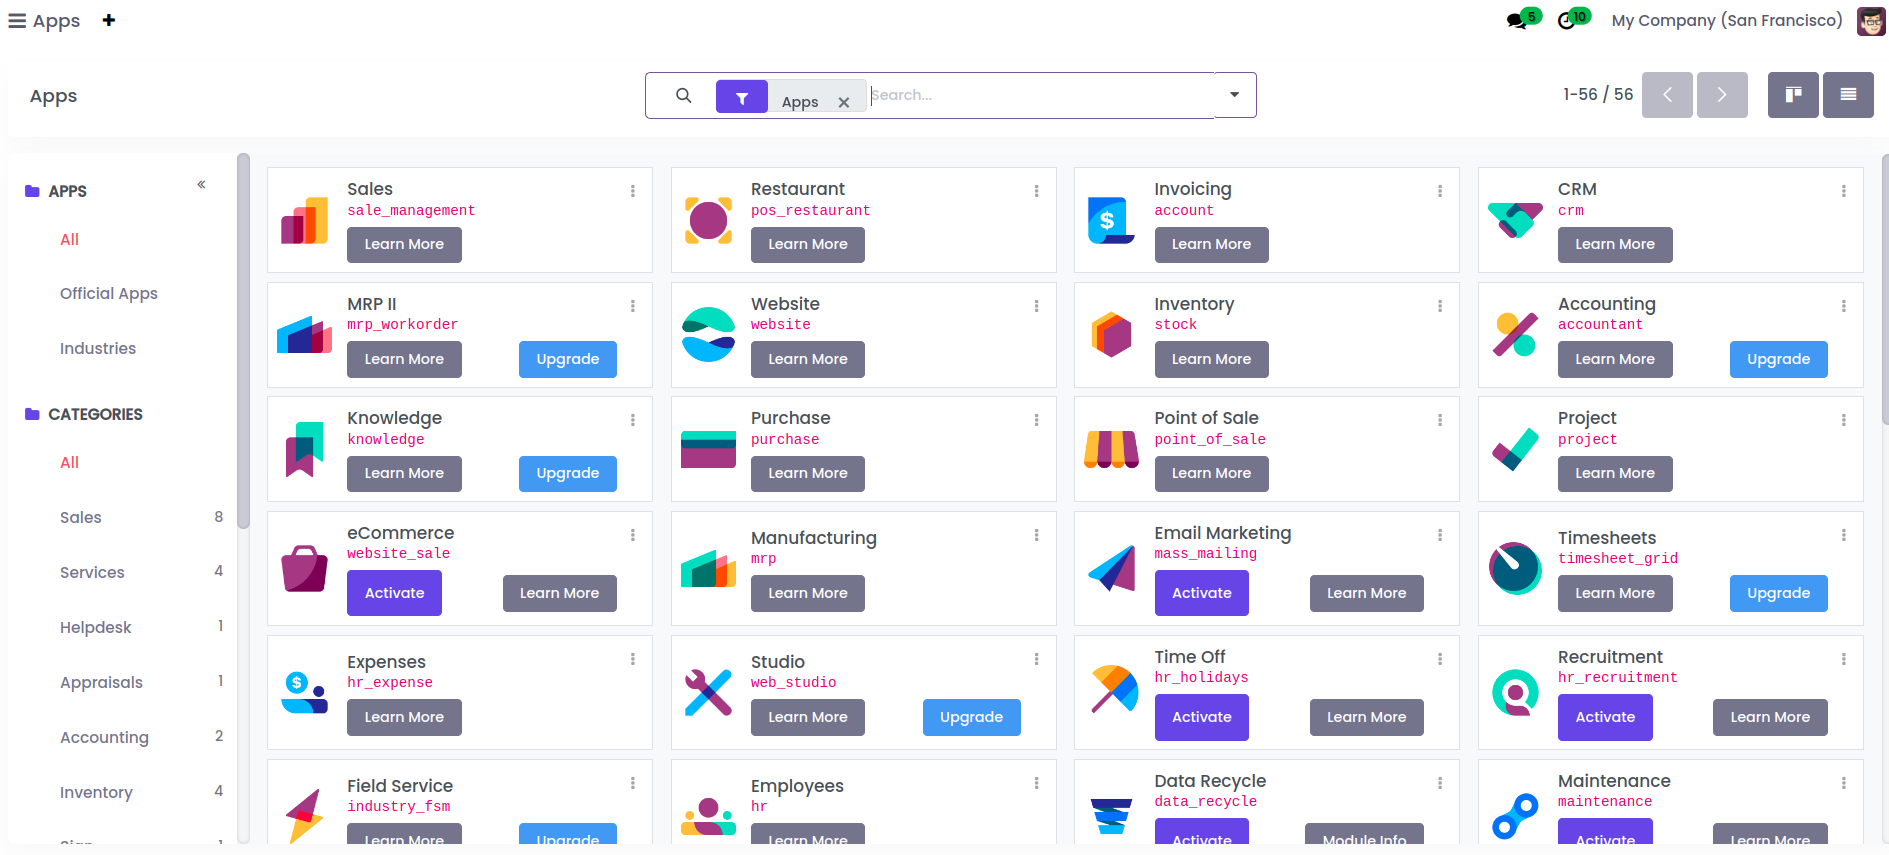 Apps
5
10
My Company (San Francisco)
Apps
Apps
Search...
1-56 / 56
APPS
All
Official Apps
Industries
CATEGORIES
All
Sales 8
Services 4
Helpdesk 1
Appraisals 1
Accounting 2
Inventory 4
Sales
sale_management
Learn More
Restaurant
pos_restaurant
Learn More
Invoicing
account
Learn More
CRM
crm
Learn More
MRP II
mrp_workorder
Learn More Upgrade
Website
website
Learn More
Inventory
stock
Learn More
Accounting
accountant
Learn More Upgrade
Knowledge
knowledge
Learn More Upgrade
Purchase
purchase
Learn More
Point of Sale
point_of_sale
Learn More
Project
project
Learn More
eCommerce
website_sale
Activate Learn More
Manufacturing
mrp
Learn More
Email Marketing
mass_mailing
Activate Learn More
Timesheets
timesheet_grid
Learn More Upgrade
Expenses
hr_expense
Learn More
Studio
web_studio
Learn More Upgrade
Time Off
hr_holidays
Activate Learn More
Recruitment
hr_recruitment
Activate Learn More
Field Service
industry_fsm
Learn More Upgrade
Employees
hr
Learn More
Data Recycle
data_recycle
Activate Module Info
Maintenance
maintenance
Activate Learn More